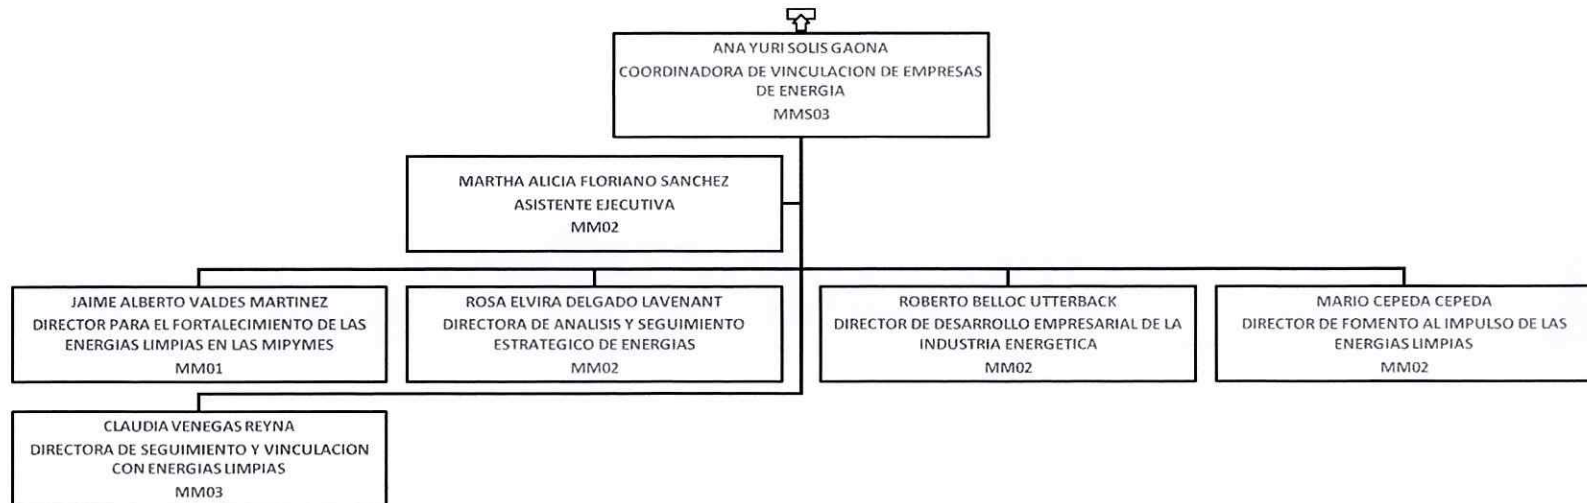 ANA YURI SOLIS GAONA
COORDINADORA DE VINCULACION DE EMPRESAS
DE ENERGIA
MMS03
MARTHA ALICIA FLORIANO SANCHEZ
ASISTENTE EJECUTIVA
MM02
JAIME ALBERTO VALDES MARTINEZ
DIRECTOR PARA EL FORTALECIMIENTO DE LAS
ENERGIAS LIMPIAS EN LAS MIPYMES
MM01
ROSA ELVIRA DELGADO LAVENANT
DIRECTORA DE ANALISIS Y SEGUIMIENTO
ESTRATEGICO DE ENERGIAS
MM02
ROBERTO BELLOC UTTERBACK
DIRECTOR DE DESARROLLO EMPRESARIAL DE LA
INDUSTRIA ENERGETICA
MM02
MARIO CEPEDA CEPEDA
DIRECTOR DE FOMENTO AL IMPULSO DE LAS
ENERGIAS LIMPIAS
MM02
CLAUDIA VENEGAS REYNA
DIRECTORA DE SEGUIMIENTO Y VINCULACION
CON ENERGIAS LIMPIAS
MM03